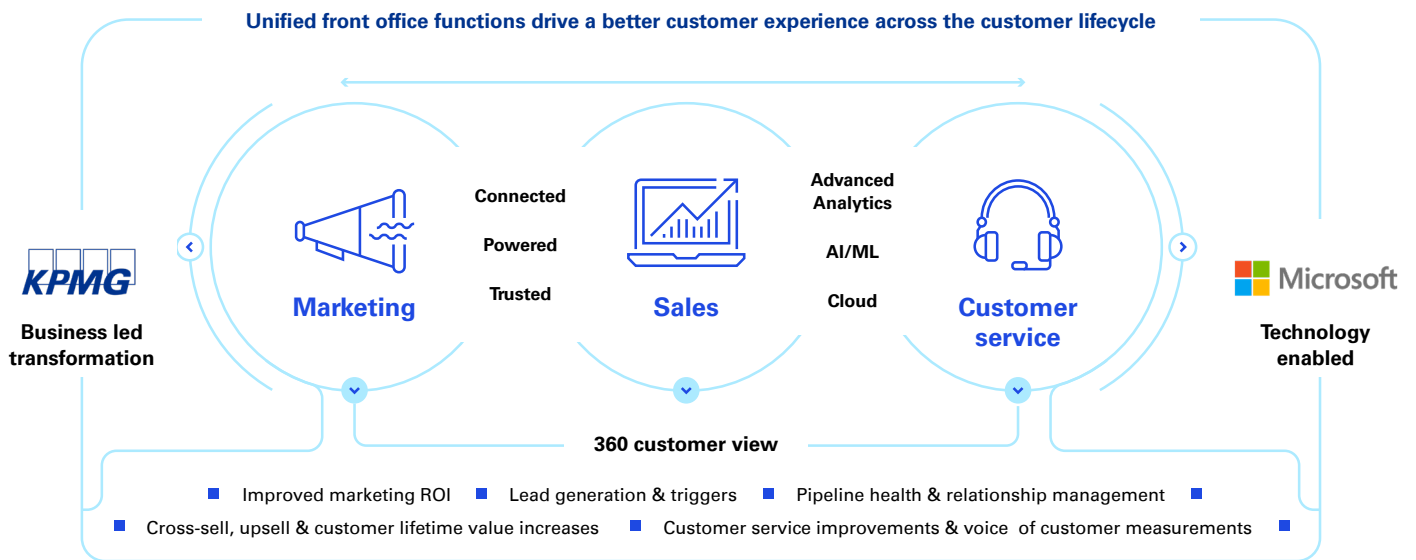 Unified front office functions drive a better customer experience across the customer lifecycle
Connected
Powered
Trusted
Advanced
Analytics
AI/ML
Cloud
Marketing
Sales
Customer
service
KPMG
Business led
transformation
Microsoft
Technology
enabled
360 customer view
Improved marketing ROI
Lead generation & triggers
Pipeline health & relationship management
Cross-sell, upsell & customer lifetime value increases
Customer service improvements & voice of customer measurements